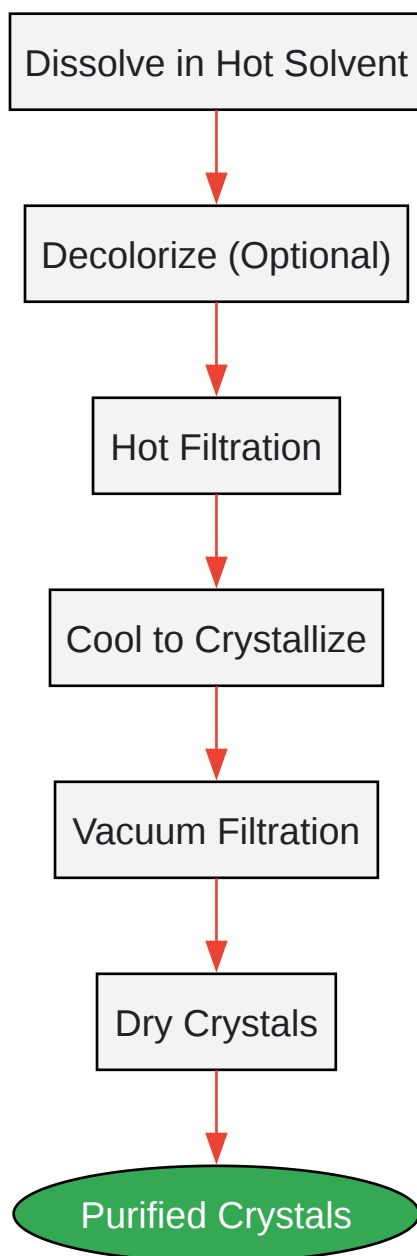 Dissolve in Hot Solvent
Decolorize (Optional)
Hot Filtration
Cool to Crystallize
Vacuum Filtration
Dry Crystals
Purified Crystals